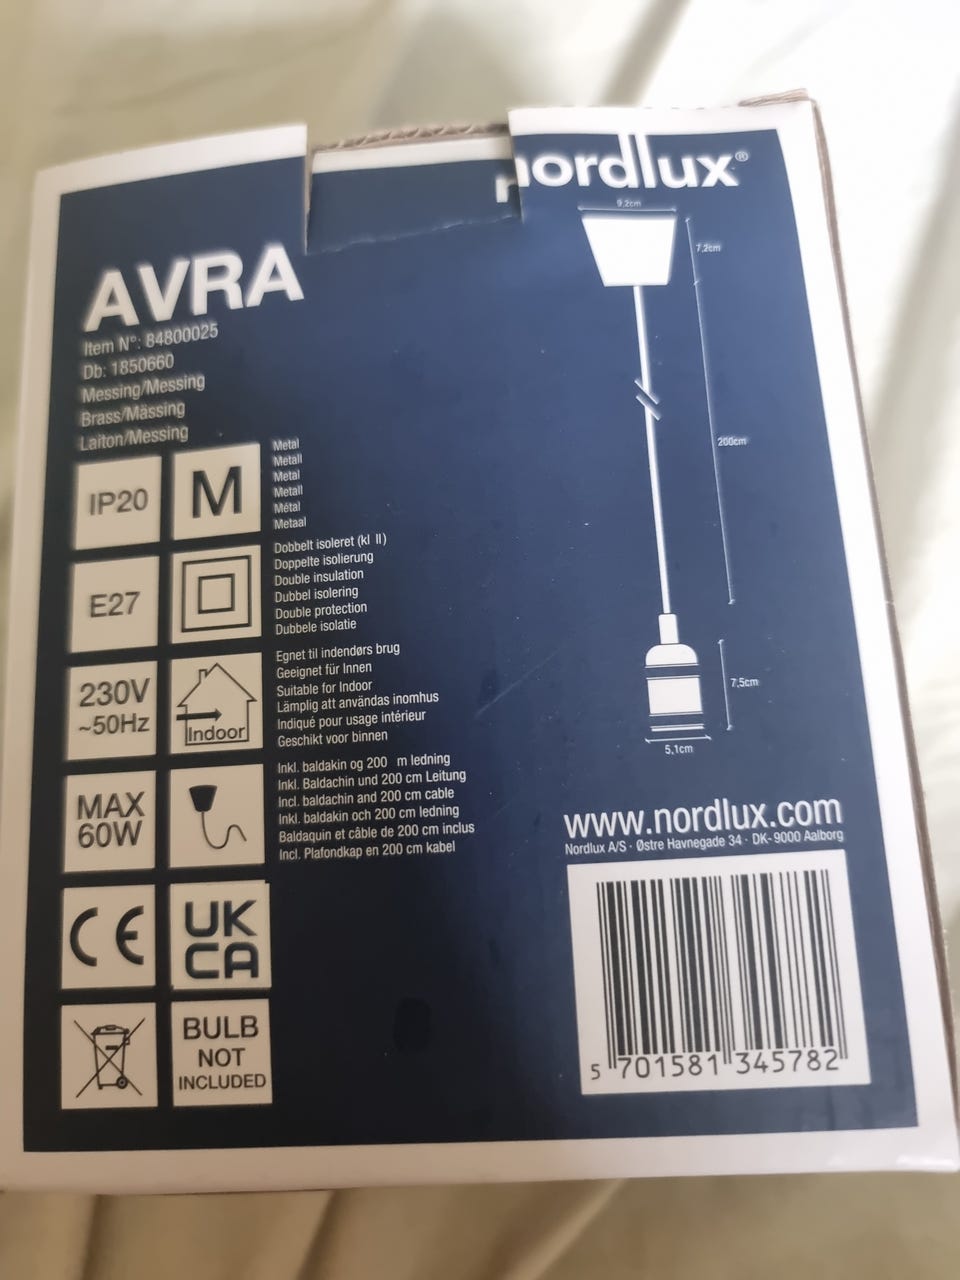 nordlux®
9,2cm
7,2cm
200cm
7,5cm
5,1cm
AVRA
Item N°: 84800025
Db: 1850660
Messing/Messing
Brass/Mässing
Laiton/Messing
IP20
M
Metal
Metall
Metal
Metall
Métal
Metaal
E27
Dobbelt isoleret (kl II)
Doppelte isolierung
Double insulation
Dubbel isolering
Double protection
Dubbele isolatie
230V
~50Hz
Indoor
Egnet til indendørs brug
Geeignet für Innen
Suitable for Indoor
Lämplig att användas inomhus
Indiqué pour usage intérieur
Geschikt voor binnen
MAX
60W
Inkl. baldakin og 200 m ledning
Inkl. Baldachin und 200 cm Leitung
Incl. baldachin and 200 cm cable
Inkl. baldakin och 200 cm ledning
Baldaquin et câble de 200 cm inclus
Incl. Plafondkap en 200 cm kabel
CE
UK
CA
BULB
NOT
INCLUDED
www.nordlux.com
Nordlux A/S · Østre Havnegade 34 · DK- 9000 Aalborg
5 701581 345782